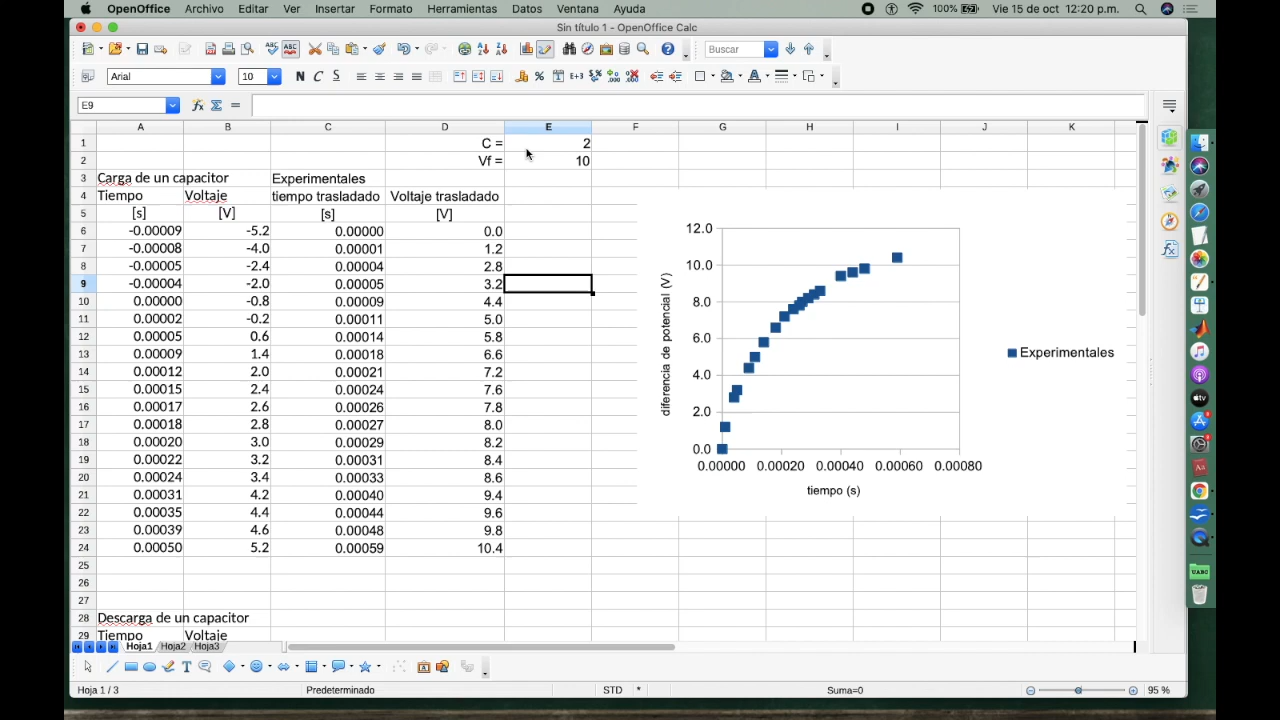 OpenOffice Archivo Editar Ver Insertar Formato Herramientas Datos Ventana Ayuda 100% Vie 15 de oct 12:20 p.m.
Sin título 1 - OpenOffice Calc
Buscar
Arial 10 N C S
E9
A B C D E F G H I J K
1 C = 2
2 Vf = 10
3 Carga de un capacitor Experimentales
4 Tiempo Voltaje tiempo trasladado Voltaje trasladado
5 [s] [V] [s] [V]
6 -0.00009 -5.2 0.00000 0.0
7 -0.00008 -4.0 0.00001 1.2
8 -0.00005 -2.4 0.00004 2.8
9 -0.00004 -2.0 0.00005 3.2
10 0.00000 -0.8 0.00009 4.4
11 0.00002 -0.2 0.00011 5.0
12 0.00005 0.6 0.00014 5.8
13 0.00009 1.4 0.00018 6.6
14 0.00012 2.0 0.00021 7.2
15 0.00015 2.4 0.00024 7.6
16 0.00017 2.6 0.00026 7.8
17 0.00018 2.8 0.00027 8.0
18 0.00020 3.0 0.00029 8.2
19 0.00022 3.2 0.00031 8.4
20 0.00024 3.4 0.00033 8.6
21 0.00031 4.2 0.00040 9.4
22 0.00035 4.4 0.00044 9.6
23 0.00039 4.6 0.00048 9.8
24 0.00050 5.2 0.00059 10.4
25
26
27
28 Descarga de un capacitor
29 Tiempo Voltaje
12.0
10.0
8.0
6.0
4.0
2.0
0.0
diferencia de potencial (V)
0.00000 0.00020 0.00040 0.00060 0.00080
tiempo (s)
Experimentales
tv
UABC
Hoja1 Hoja2 Hoja3
Hoja 1 / 3 Predeterminado STD * Suma=0 95 %